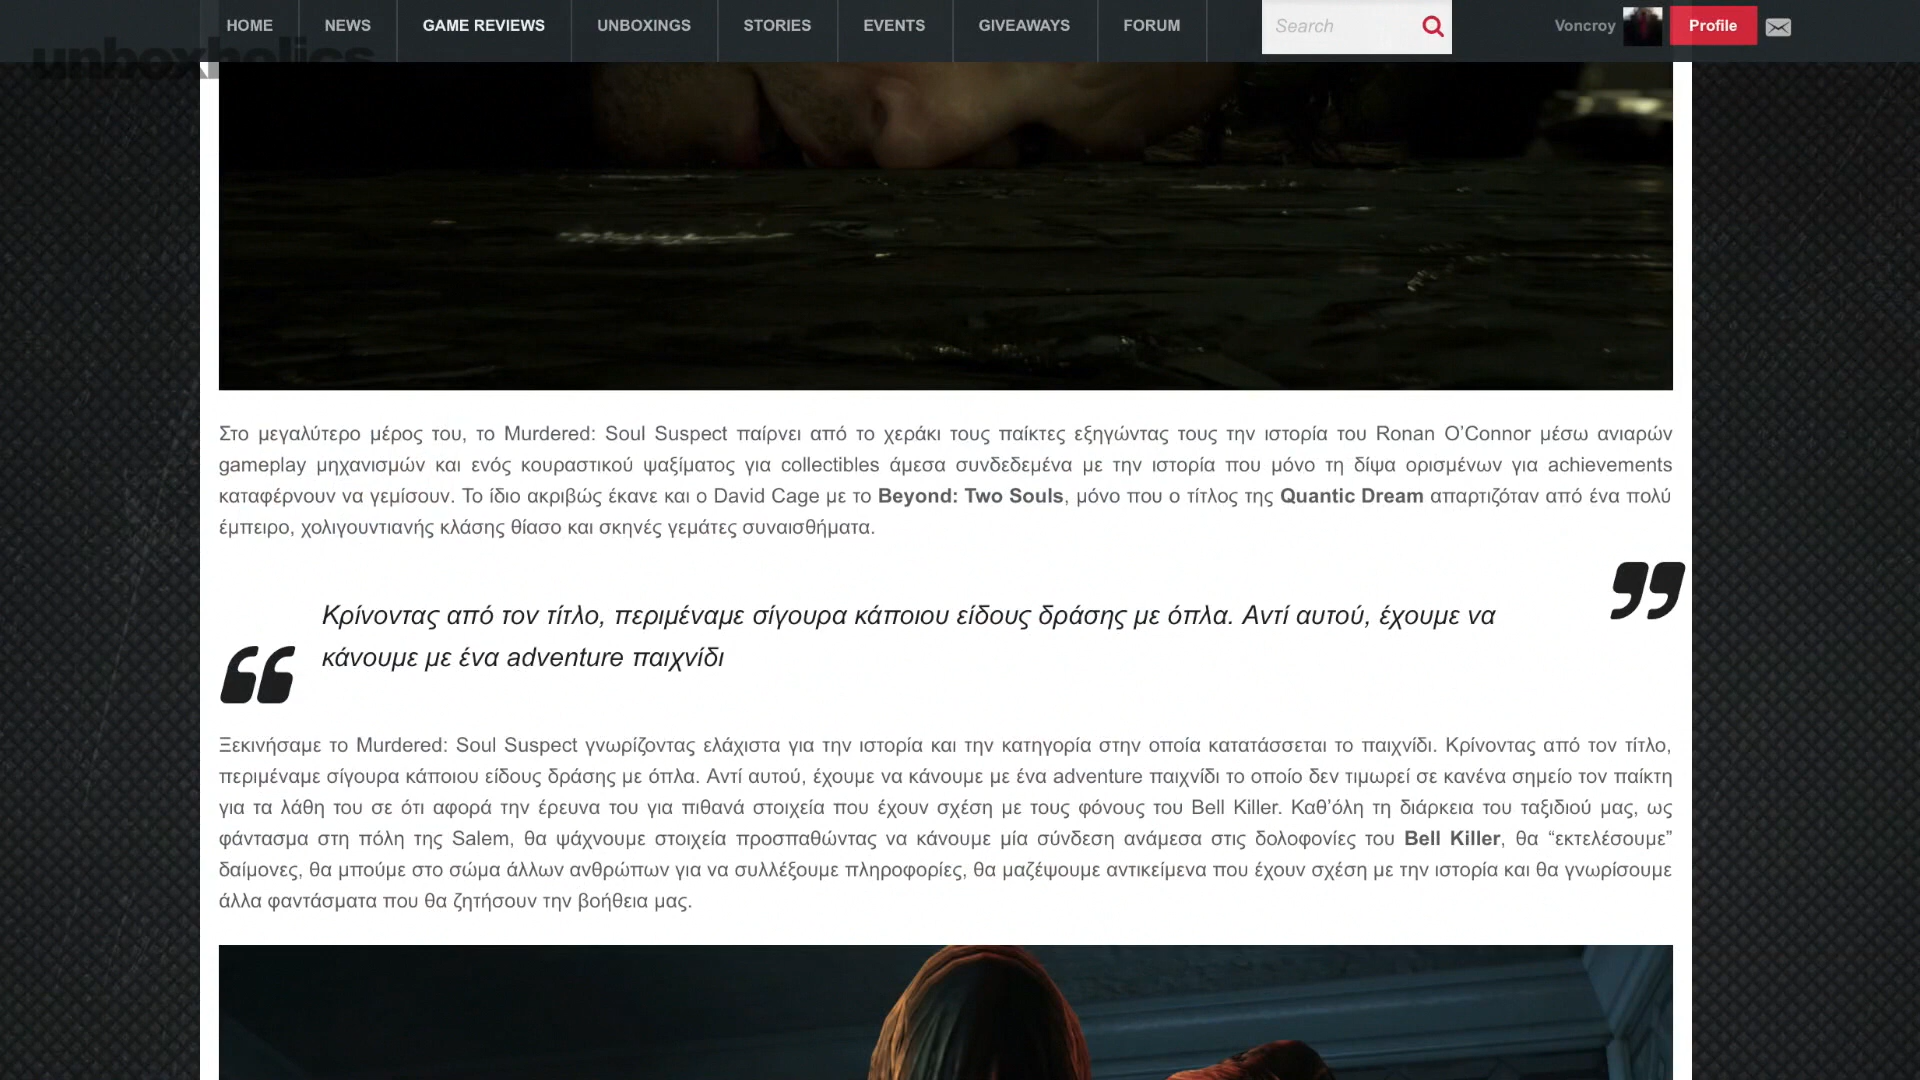 HOME NEWS GAME REVIEWS UNBOXINGS STORIES EVENTS GIVEAWAYS FORUM Search Voncroy Profile
unboxholics
Στο μεγαλύτερο μέρος του, το Murdered: Soul Suspect παίρνει από το χεράκι τους παίκτες εξηγώντας τους την ιστορία του Ronan O’Connor μέσω ανιαρών
gameplay μηχανισμών και ενός κουραστικού ψαξίματος για collectibles άμεσα συνδεδεμένα με την ιστορία που μόνο τη δίψα ορισμένων για achievements
καταφέρνουν να γεμίσουν. Το ίδιο ακριβώς έκανε και ο David Cage με το Beyond: Two Souls, μόνο που ο τίτλος της Quantic Dream απαρτιζόταν από ένα πολύ
έμπειρο, χολιγουντιανής κλάσης θίασο και σκηνές γεμάτες συναισθήματα.
Κρίνοντας από τον τίτλο, περιμέναμε σίγουρα κάποιου είδους δράσης με όπλα. Αντί αυτού, έχουμε να
κάνουμε με ένα adventure παιχνίδι
Ξεκινήσαμε το Murdered: Soul Suspect γνωρίζοντας ελάχιστα για την ιστορία και την κατηγορία στην οποία κατατάσσεται το παιχνίδι. Κρίνοντας από τον τίτλο,
περιμέναμε σίγουρα κάποιου είδους δράσης με όπλα. Αντί αυτού, έχουμε να κάνουμε με ένα adventure παιχνίδι το οποίο δεν τιμωρεί σε κανένα σημείο τον παίκτη
για τα λάθη του σε ότι αφορά την έρευνα του για πιθανά στοιχεία που έχουν σχέση με τους φόνους του Bell Killer. Καθ’όλη τη διάρκεια του ταξιδιού μας, ως
φάντασμα στη πόλη της Salem, θα ψάχνουμε στοιχεία προσπαθώντας να κάνουμε μία σύνδεση ανάμεσα στις δολοφονίες του Bell Killer, θα “εκτελέσουμε”
δαίμονες, θα μπούμε στο σώμα άλλων ανθρώπων για να συλλέξουμε πληροφορίες, θα μαζέψουμε αντικείμενα που έχουν σχέση με την ιστορία και θα γνωρίσουμε
άλλα φαντάσματα που θα ζητήσουν την βοήθεια μας.